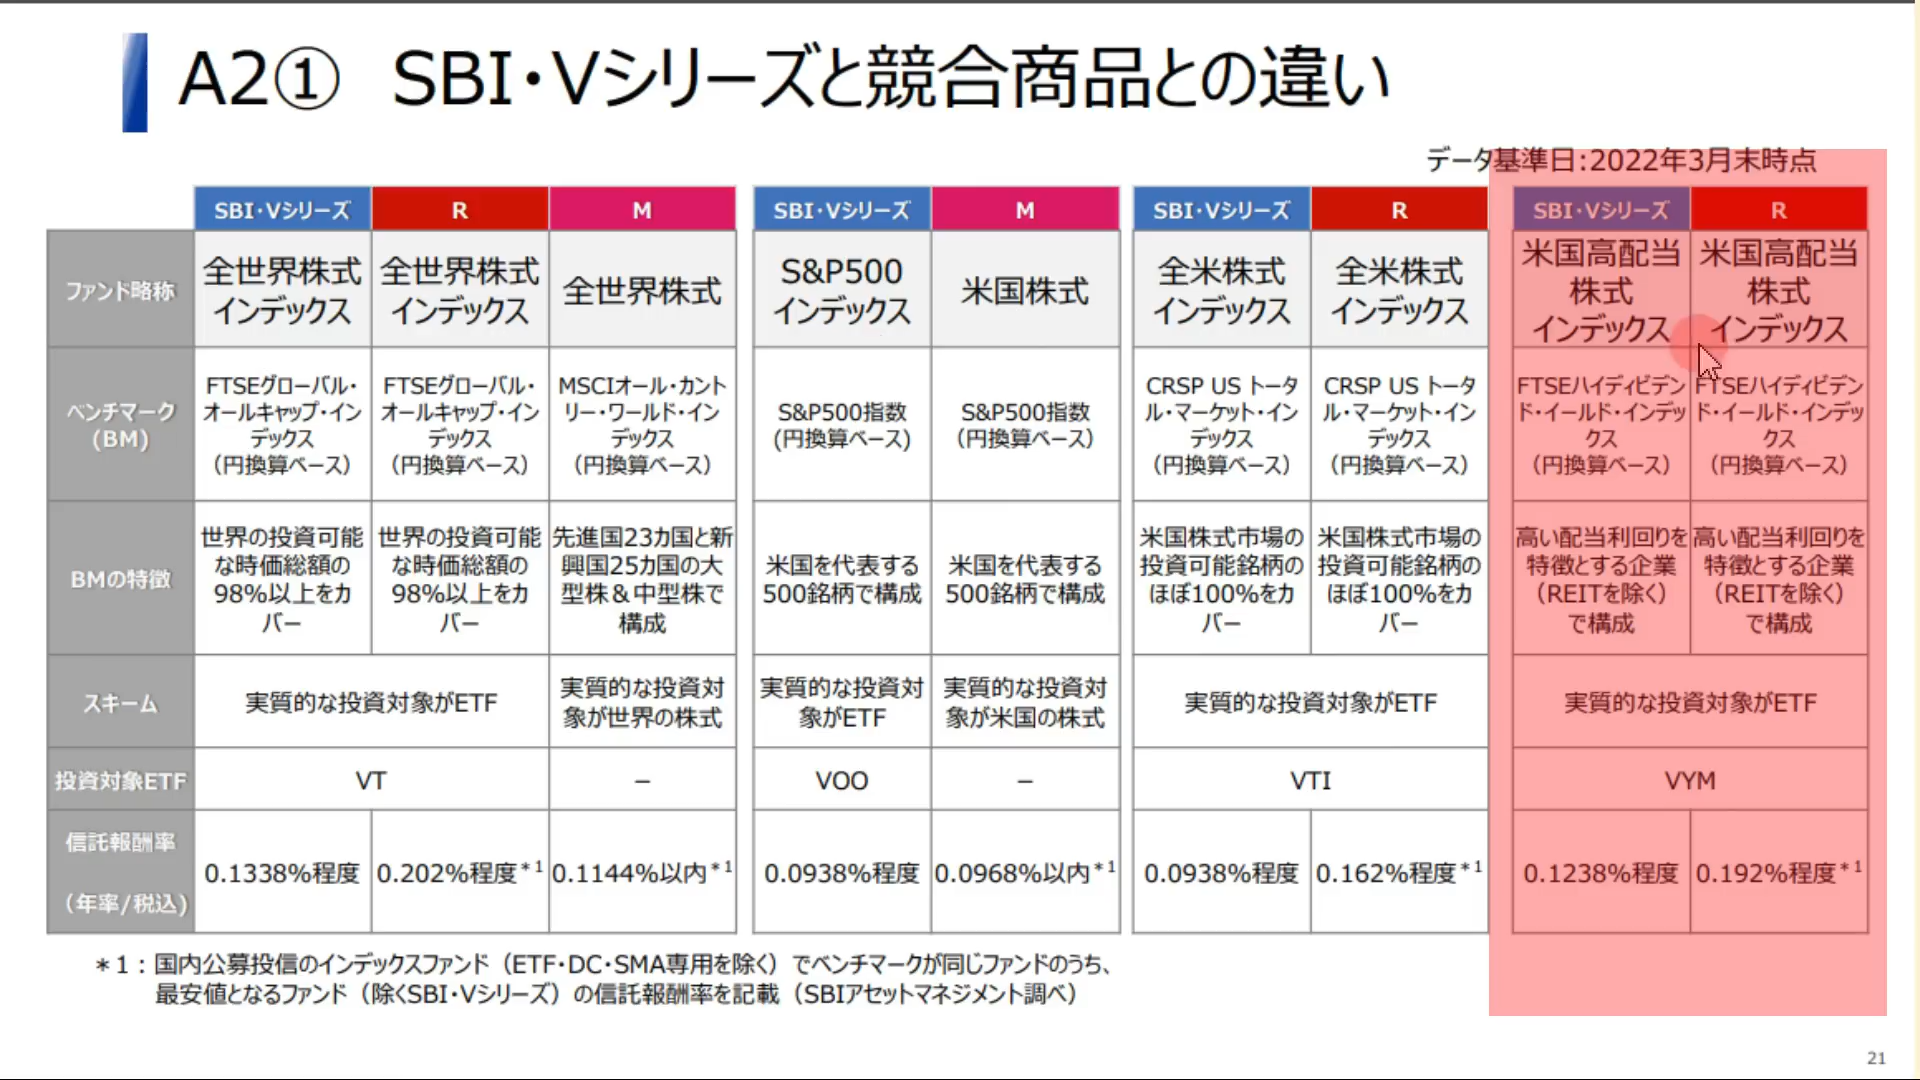 A2① SBI・Vシリーズと競合商品との違い
データ基準日:2022年3月末時点
SBI・Vシリーズ R M SBI・Vシリーズ M SBI・Vシリーズ R SBI・Vシリーズ R
ファンド略称
全世界株式
インデックス
全世界株式
インデックス
全世界株式
S&P500
インデックス
米国株式
全米株式
インデックス
全米株式
インデックス
米国高配当
株式
インデックス
米国高配当
株式
インデックス
ベンチマーク
(BM)
FTSEグローバル・
オールキャップ・イン
デックス
（円換算ベース）
FTSEグローバル・
オールキャップ・イン
デックス
（円換算ベース）
MSCIオール・カント
リー・ワールド・イン
デックス
（円換算ベース）
S&P500指数
(円換算ベース)
S&P500指数
（円換算ベース）
CRSP US トータ
ル・マーケット・イン
デックス
（円換算ベース）
CRSP US トータ
ル・マーケット・イン
デックス
（円換算ベース）
FTSEハイディビデン
ド・イールド・インデッ
クス
（円換算ベース）
FTSEハイディビデン
ド・イールド・インデッ
クス
（円換算ベース）
BMの特徴
世界の投資可能
な時価総額の
98%以上をカ
バー
世界の投資可能
な時価総額の
98%以上をカ
バー
先進国23カ国と新
興国25カ国の大
型株＆中型株で
構成
米国を代表する
500銘柄で構成
米国を代表する
500銘柄で構成
米国株式市場の
投資可能銘柄の
ほぼ100%をカ
バー
米国株式市場の
投資可能銘柄の
ほぼ100%をカ
バー
高い配当利回りを
特徴とする企業
（REITを除く）
で構成
高い配当利回りを
特徴とする企業
（REITを除く）
で構成
スキーム
実質的な投資対象がETF
実質的な投資対
象が世界の株式
実質的な投資対
象がETF
実質的な投資対
象が米国の株式
実質的な投資対象がETF
実質的な投資対象がETF
投資対象ETF VT － VOO － VTI VYM
信託報酬率
（年率/税込)
0.1338%程度 0.202%程度*1 0.1144%以内*1 0.0938%程度 0.0968%以内*1 0.0938%程度 0.162%程度*1 0.1238%程度 0.192%程度*1
＊1：国内公募投信のインデックスファンド（ETF・DC・SMA専用を除く）でベンチマークが同じファンドのうち、
最安値となるファンド（除くSBI・Vシリーズ）の信託報酬率を記載（SBIアセットマネジメント調べ）
21